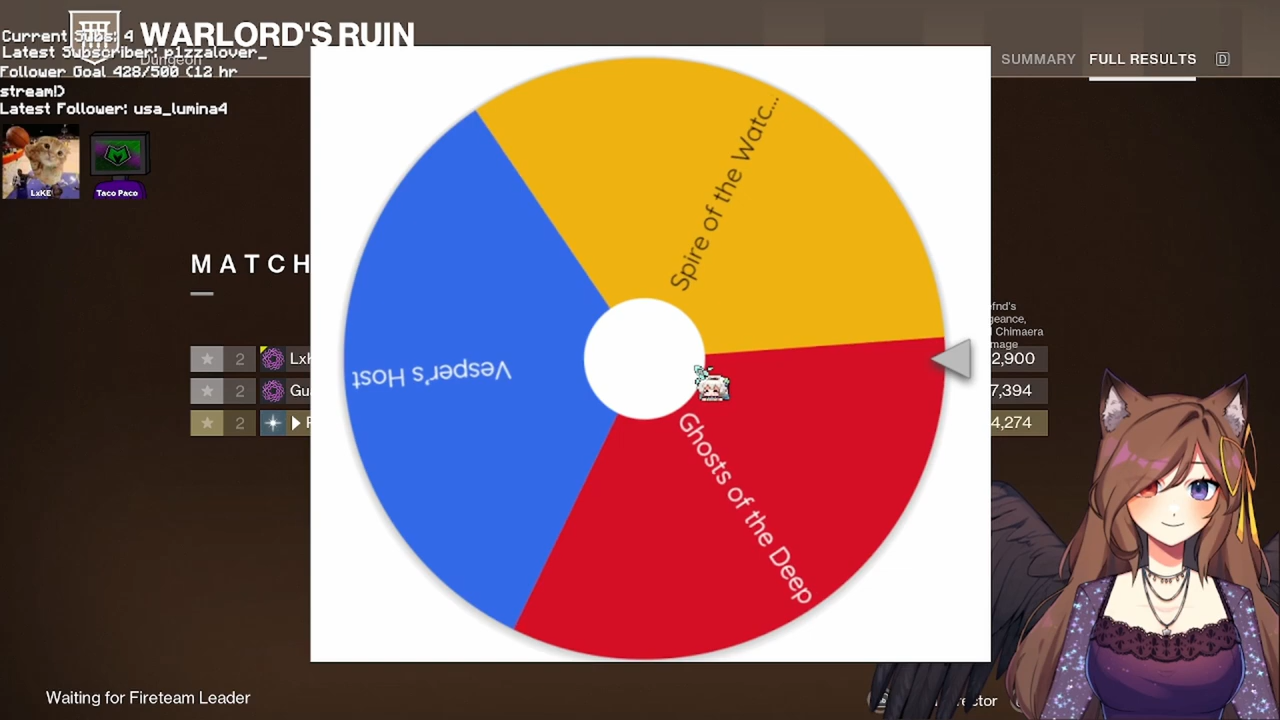 WARLORD'S RUIN
Dungeon
Current Subs: 4
Latest Subscriber: p1zzalover_
Follower Goal 428/500 (12 hr
stream!)
Latest Follower: usa_lumina4
LxKE
Taco Paco
SUMMARY
FULL RESULTS
D
MATCH
Spire of the Watc...
Vesper's Host
Ghosts of the Deep
2
2
2
2,900
7,394
4,274
Waiting for Fireteam Leader